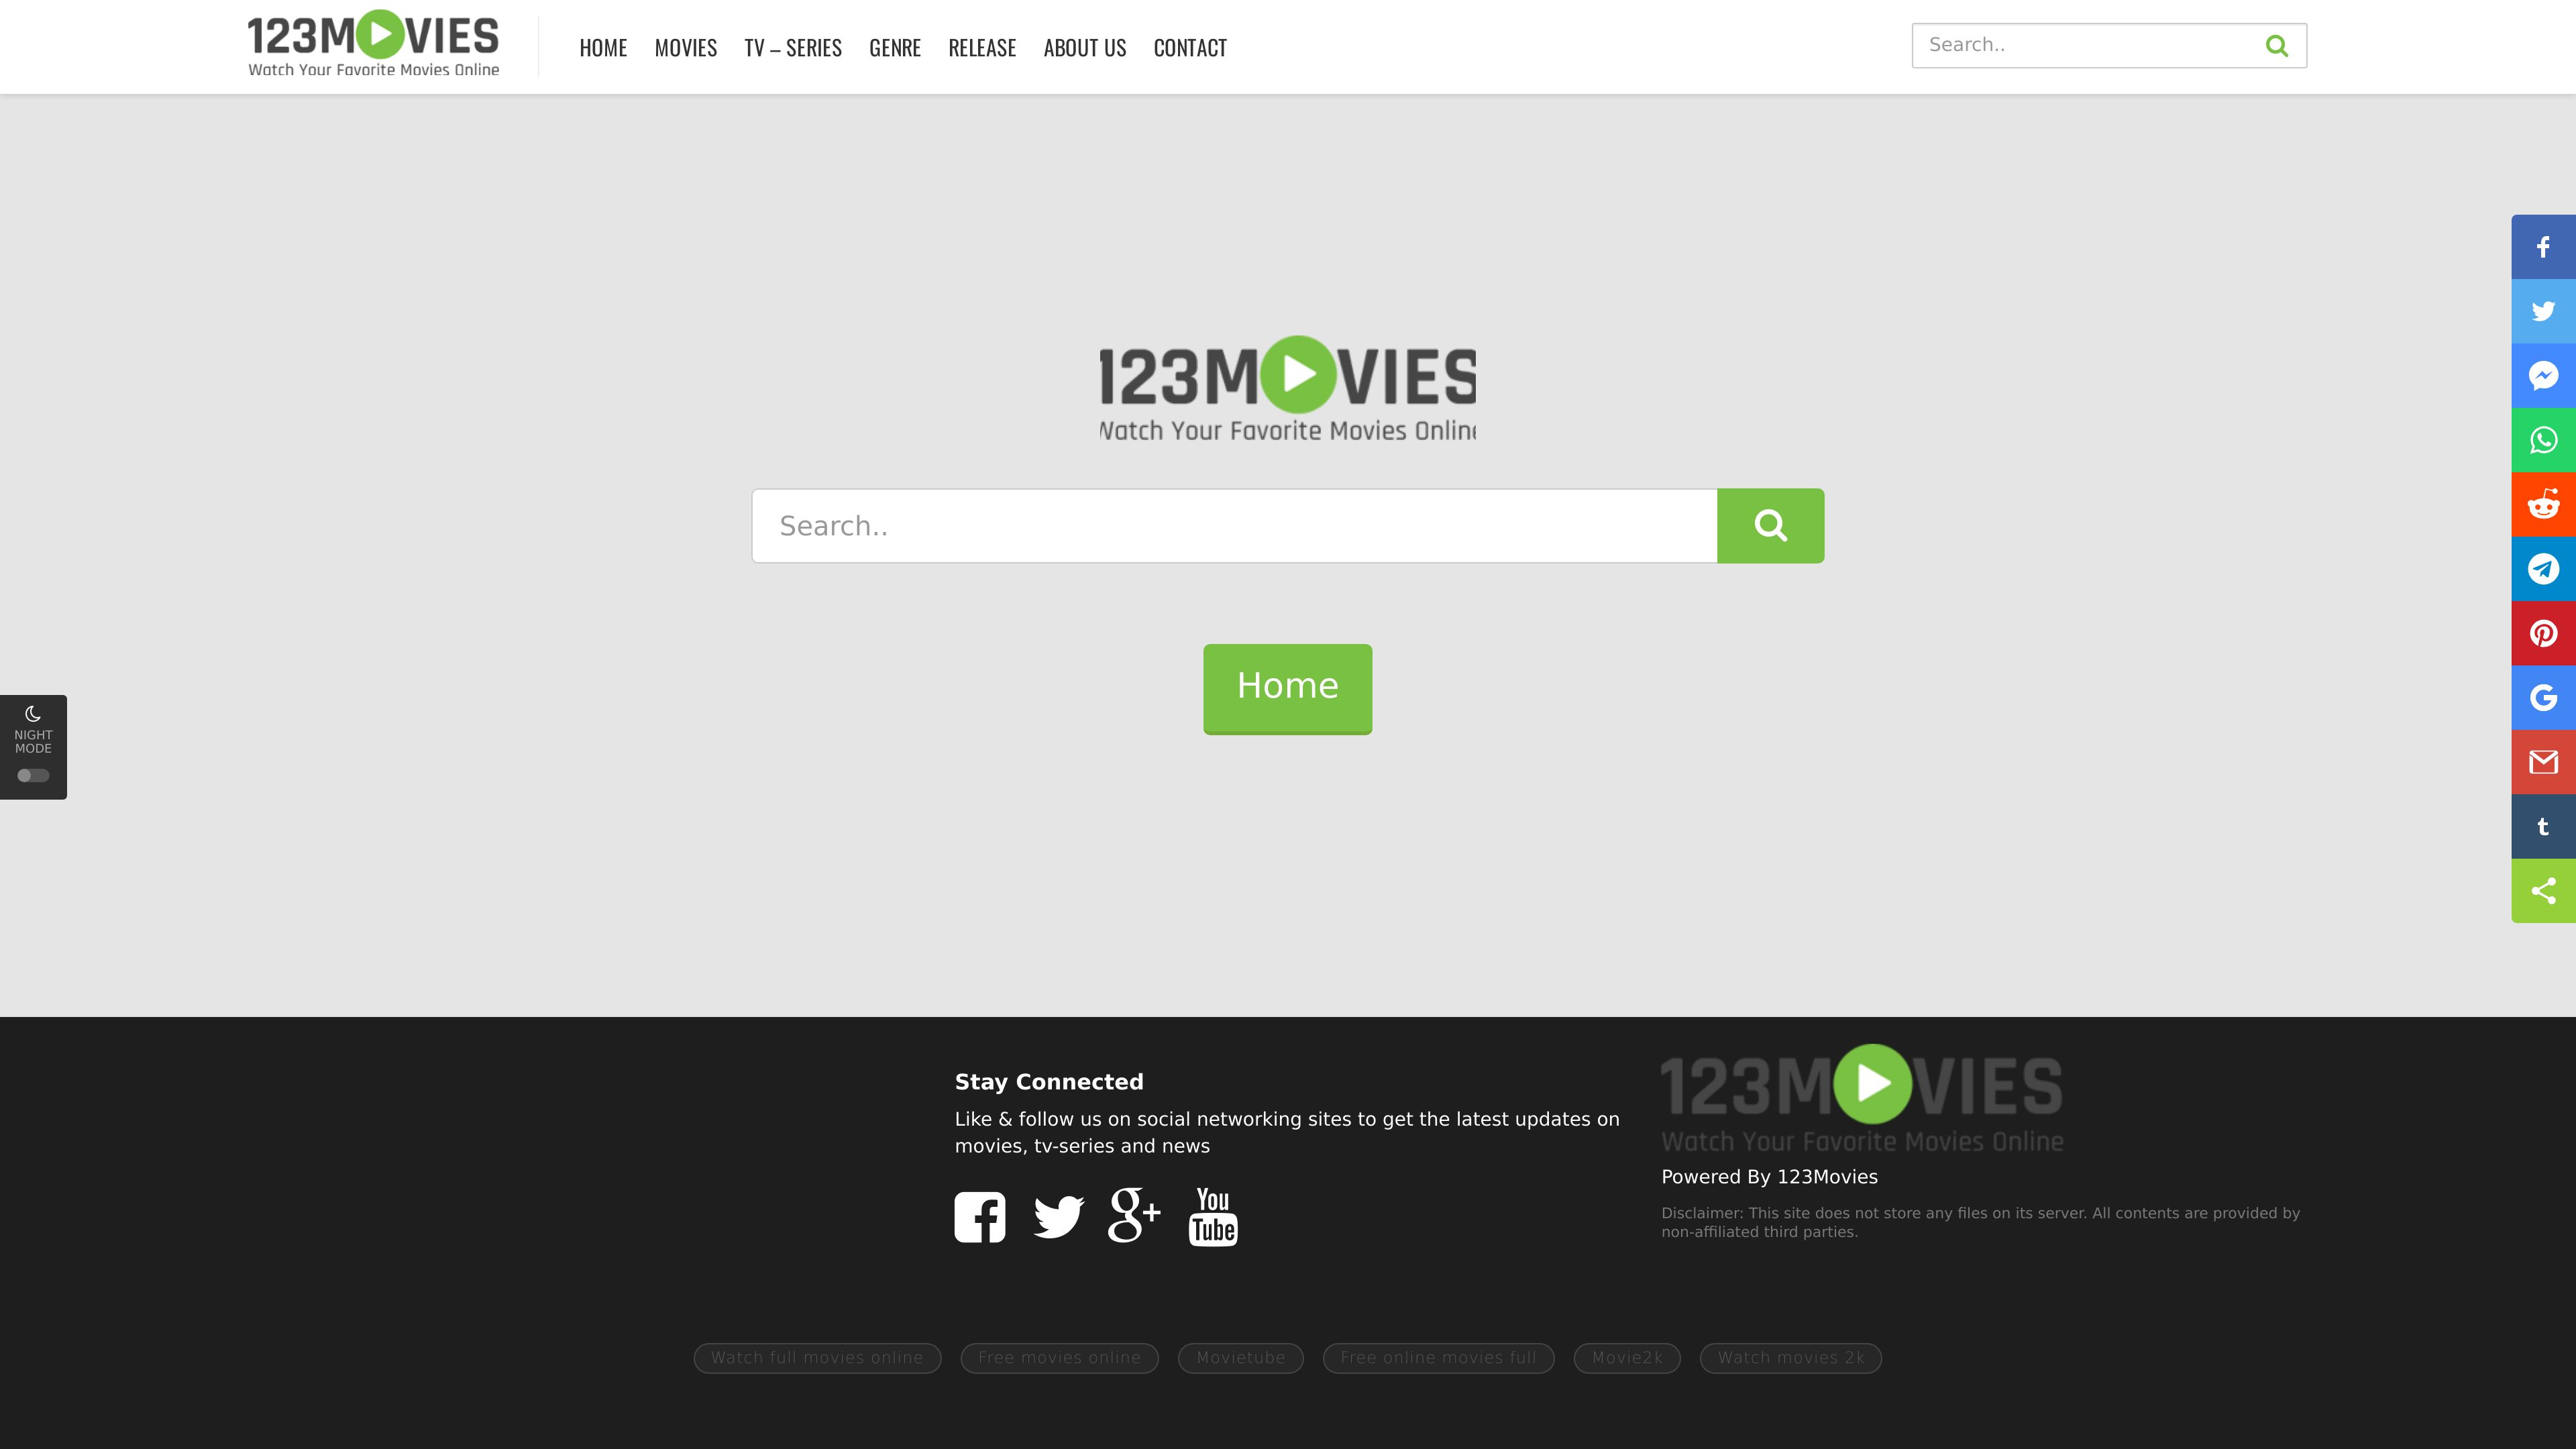 123MOVIES
Watch Your Favorite Movies Online
HOME MOVIES TV – SERIES GENRE RELEASE ABOUT US CONTACT
Search..
123MOVIES
Watch Your Favorite Movies Online
Search..
Home
NIGHT
MODE
Stay Connected
Like & follow us on social networking sites to get the latest updates on
movies, tv-series and news
You
Tube
123MOVIES
Watch Your Favorite Movies Online
Powered By 123Movies
Disclaimer: This site does not store any files on its server. All contents are provided by
non-affiliated third parties.
Watch full movies online Free movies online Movietube Free online movies full Movie2k Watch movies 2k